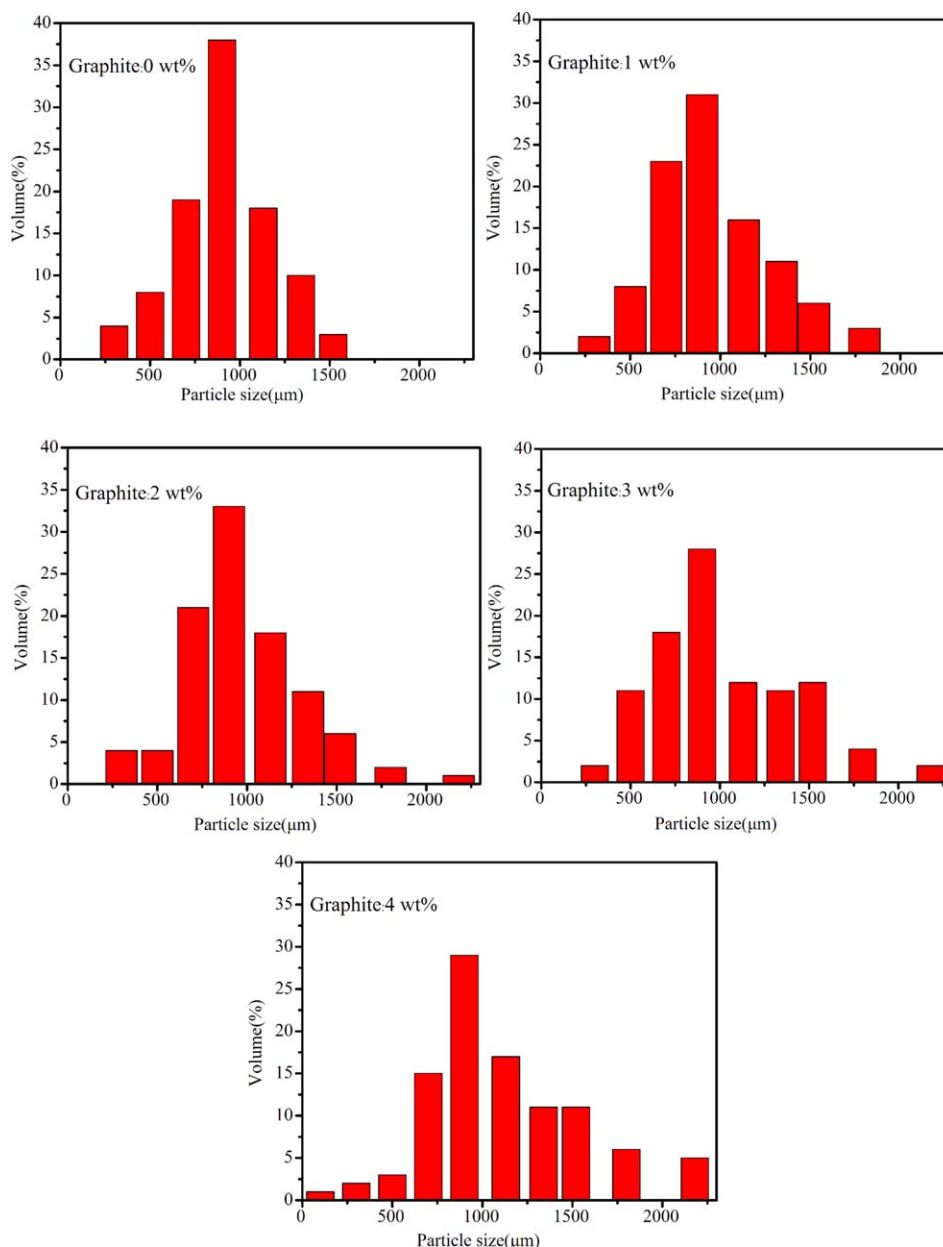 40
35
30
25
20
15
10
5
0
Volume(%)
Graphite:0 wt%
0 500 1000 1500 2000
Particle size(μm)
40
35
30
25
20
15
10
5
0
Volume(%)
Graphite:1 wt%
0 500 1000 1500 2000
Particle size(μm)
40
35
30
25
20
15
10
5
0
Volume(%)
Graphite:2 wt%
0 500 1000 1500 2000
Particle size(μm)
40
35
30
25
20
15
10
5
0
Volume(%)
Graphite:3 wt%
0 500 1000 1500 2000
Particle size(μm)
40
35
30
25
20
15
10
5
0
Volume(%)
Graphite:4 wt%
0 500 1000 1500 2000
Particle size(μm)